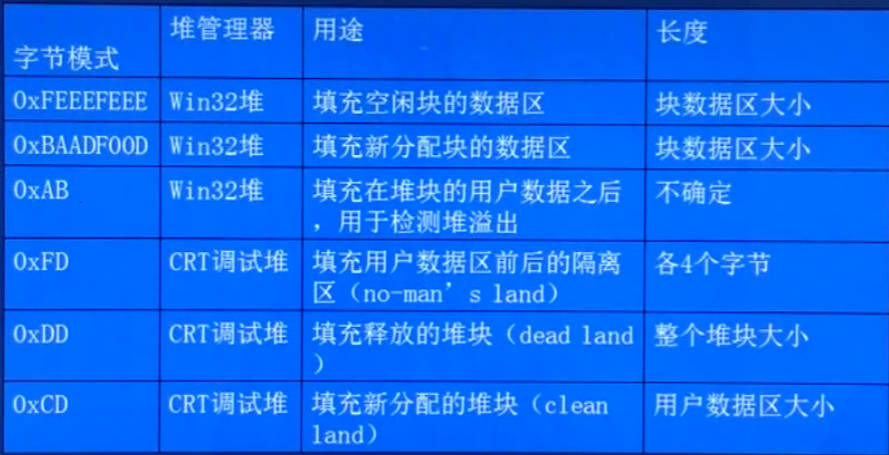 字节模式 堆管理器 用途 长度
0xFEEEFEEE Win32堆 填充空闲块的数据区 块数据区大小
0xBAADF00D Win32堆 填充新分配块的数据区 块数据区大小
0xAB Win32堆 填充在堆块的用户数据之后 不确定
，用于检测堆溢出
0xFD CRT调试堆 填充用户数据区前后的隔离 各4个字节
区（no-man's land）
0xDD CRT调试堆 填充释放的堆块（dead land 整个堆块大小
）
0xCD CRT调试堆 填充新分配的堆块（clean 用户数据区大小
land）